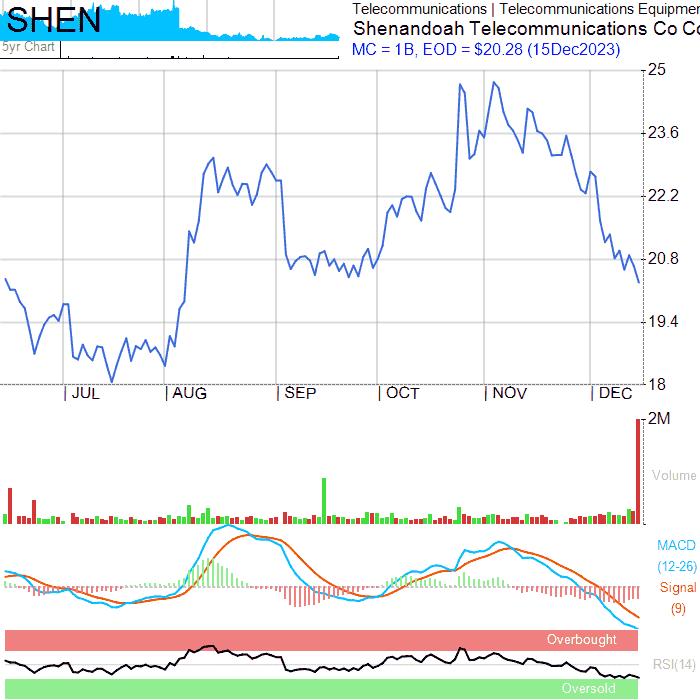 SHEN
5yr Chart
Telecommunications | Telecommunications Equipmen
Shenandoah Telecommunications Co Co
MC = 1B, EOD = $20.28 (15Dec2023)
25
23.6
22.2
20.8
19.4
18
JUL AUG SEP OCT NOV DEC
2M
Volume
MACD
(12-26)
Signal
(9)
Overbought
RSI(14)
Oversold